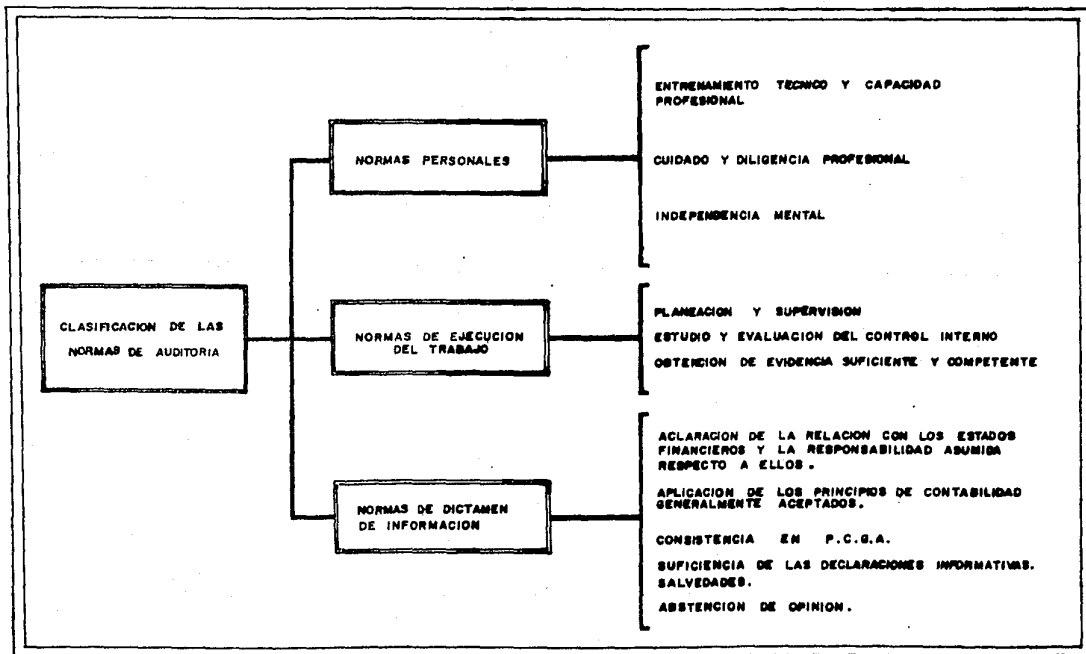 CLASIFICACION DE LAS
NORMAS DE AUDITORIA
NORMAS PERSONALES
ENTRENAMIENTO TECNICO Y CAPACIDAD
PROFESIONAL
CUIDADO Y DILIGENCIA PROFESIONAL
INDEPENDENCIA MENTAL
NORMAS DE EJECUCION
DEL TRABAJO
PLANEACION Y SUPERVISION
ESTUDIO Y EVALUACION DEL CONTROL INTERNO
OBTENCION DE EVIDENCIA SUFICIENTE Y COMPETENTE
NORMAS DE DICTAMEN
DE INFORMACION
ACLARACION DE LA RELACION CON LOS ESTADOS
FINANCIEROS Y LA RESPONSABILIDAD ASUMIDA
RESPECTO A ELLOS.
APLICACION DE LOS PRINCIPIOS DE CONTABILIDAD
GENERALMENTE ACEPTADOS.
CONSISTENCIA EN P.C.G.A.
SUFICIENCIA DE LAS DECLARACIONES INFORMATIVAS.
SALVEDADES.
ABSTENCION DE OPINION.